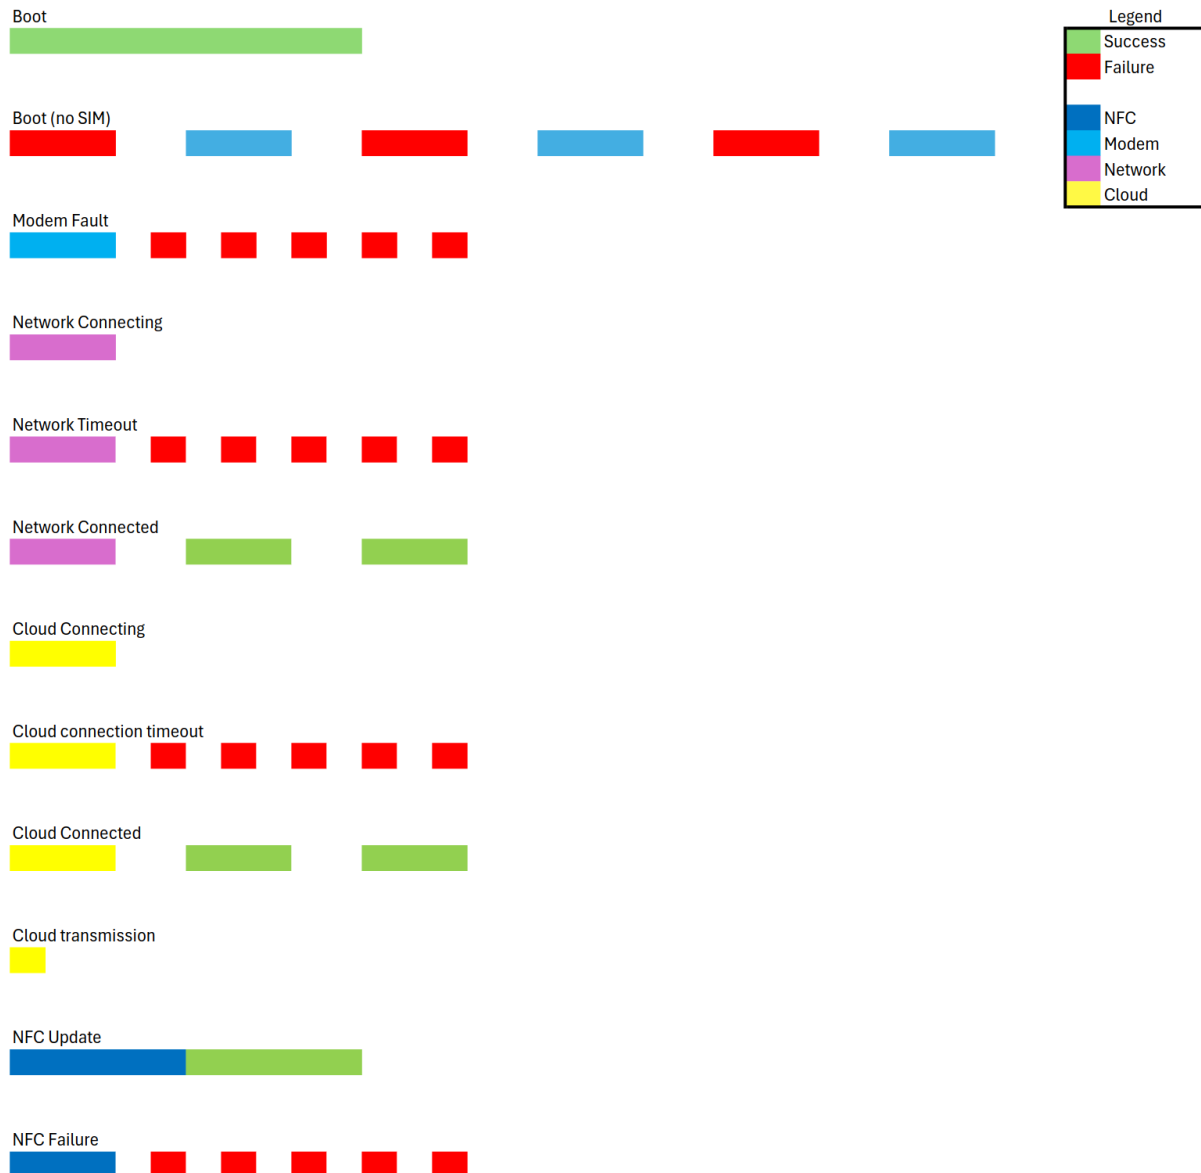 Boot
Legend
Success
Failure
Boot (no SIM)
NFC
Modem
Network
Cloud
Modem Fault
Network Connecting
Network Timeout
Network Connected
Cloud Connecting
Cloud connection timeout
Cloud Connected
Cloud transmission
NFC Update
NFC Failure